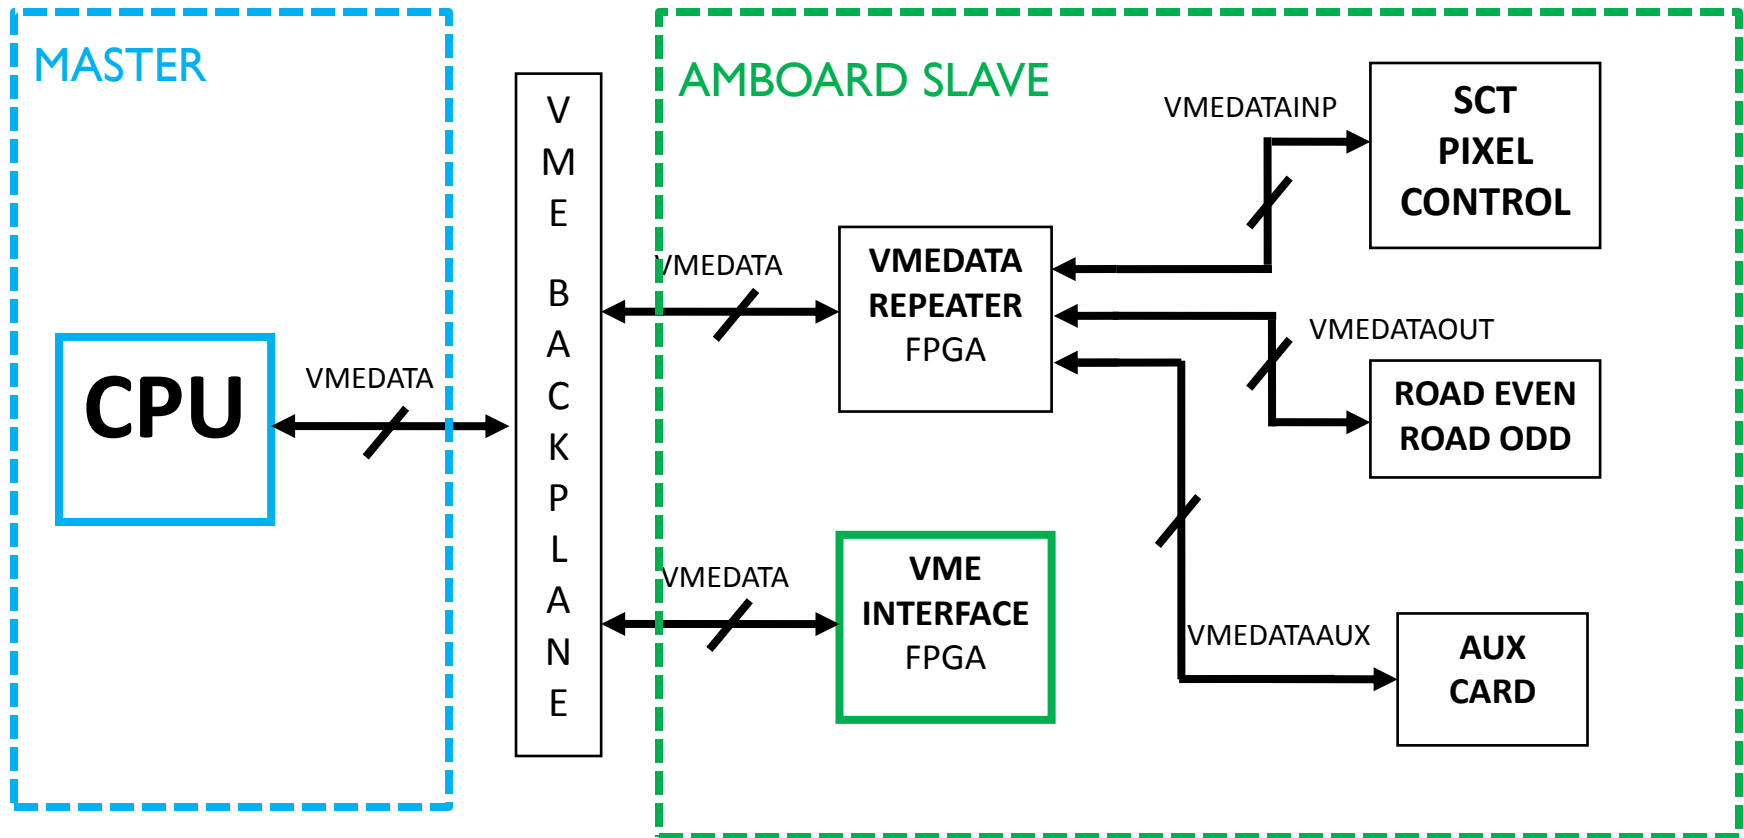 MASTER
AMBOARD SLAVE
CPU
VMEDATA
V
M
E
B
A
C
K
P
L
A
N
E
VMEDATA
VMEDATA
REPEATER
FPGA
VMEDATA
VME
INTERFACE
FPGA
VMEDATAINP
SCT
PIXEL
CONTROL
VMEDATAOUT
ROAD EVEN
ROAD ODD
VMEDATAAUX
AUX
CARD